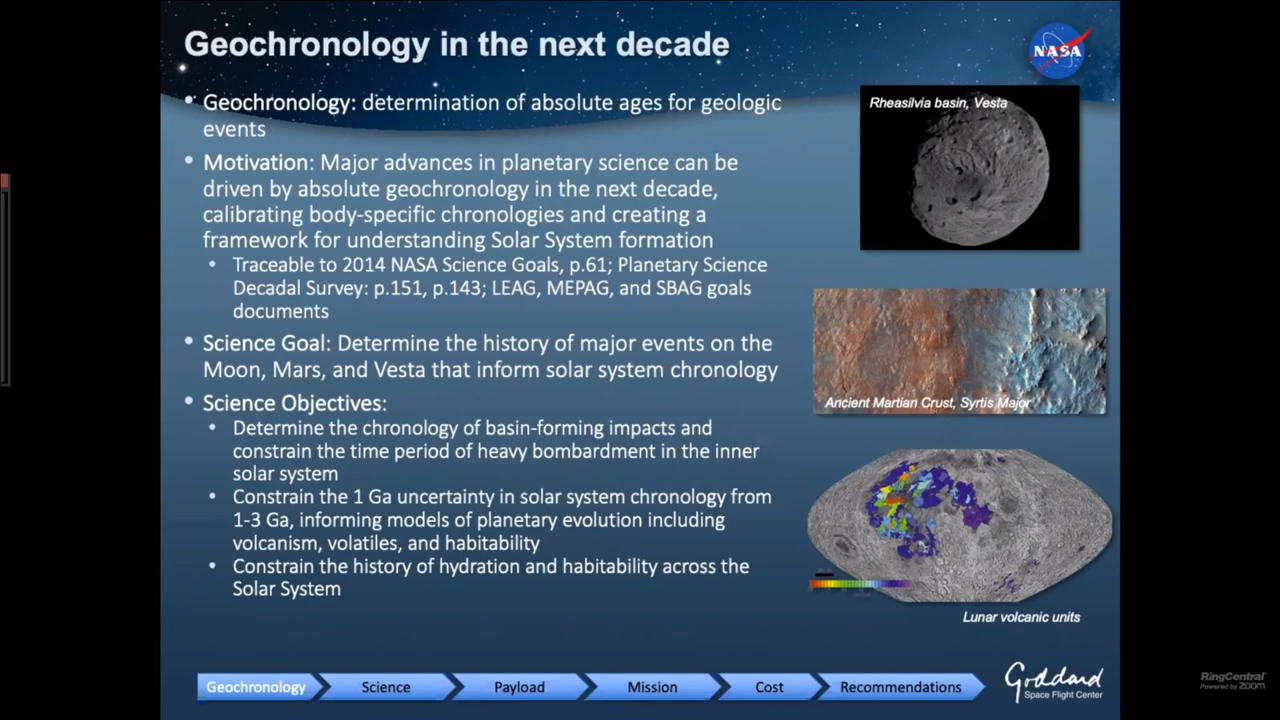 Geochronology in the next decade
NASA
• Geochronology: determination of absolute ages for geologic
events
• Motivation: Major advances in planetary science can be
driven by absolute geochronology in the next decade,
calibrating body-specific chronologies and creating a
framework for understanding Solar System formation
• Traceable to 2014 NASA Science Goals, p.61; Planetary Science
Decadal Survey: p.151, p.143; LEAG, MEPAG, and SBAG goals
documents
• Science Goal: Determine the history of major events on the
Moon, Mars, and Vesta that inform solar system chronology
• Science Objectives:
• Determine the chronology of basin-forming impacts and
constrain the time period of heavy bombardment in the inner
solar system
• Constrain the 1 Ga uncertainty in solar system chronology from
1-3 Ga, informing models of planetary evolution including
volcanism, volatiles, and habitability
• Constrain the history of hydration and habitability across the
Solar System
Rheasilvia basin, Vesta
Ancient Martian Crust, Syrtis Major
Lunar volcanic units
Geochronology
Science
Payload
Mission
Cost
Recommendations
Goddard
Space Flight Center
RingCentral
Powered by zoom